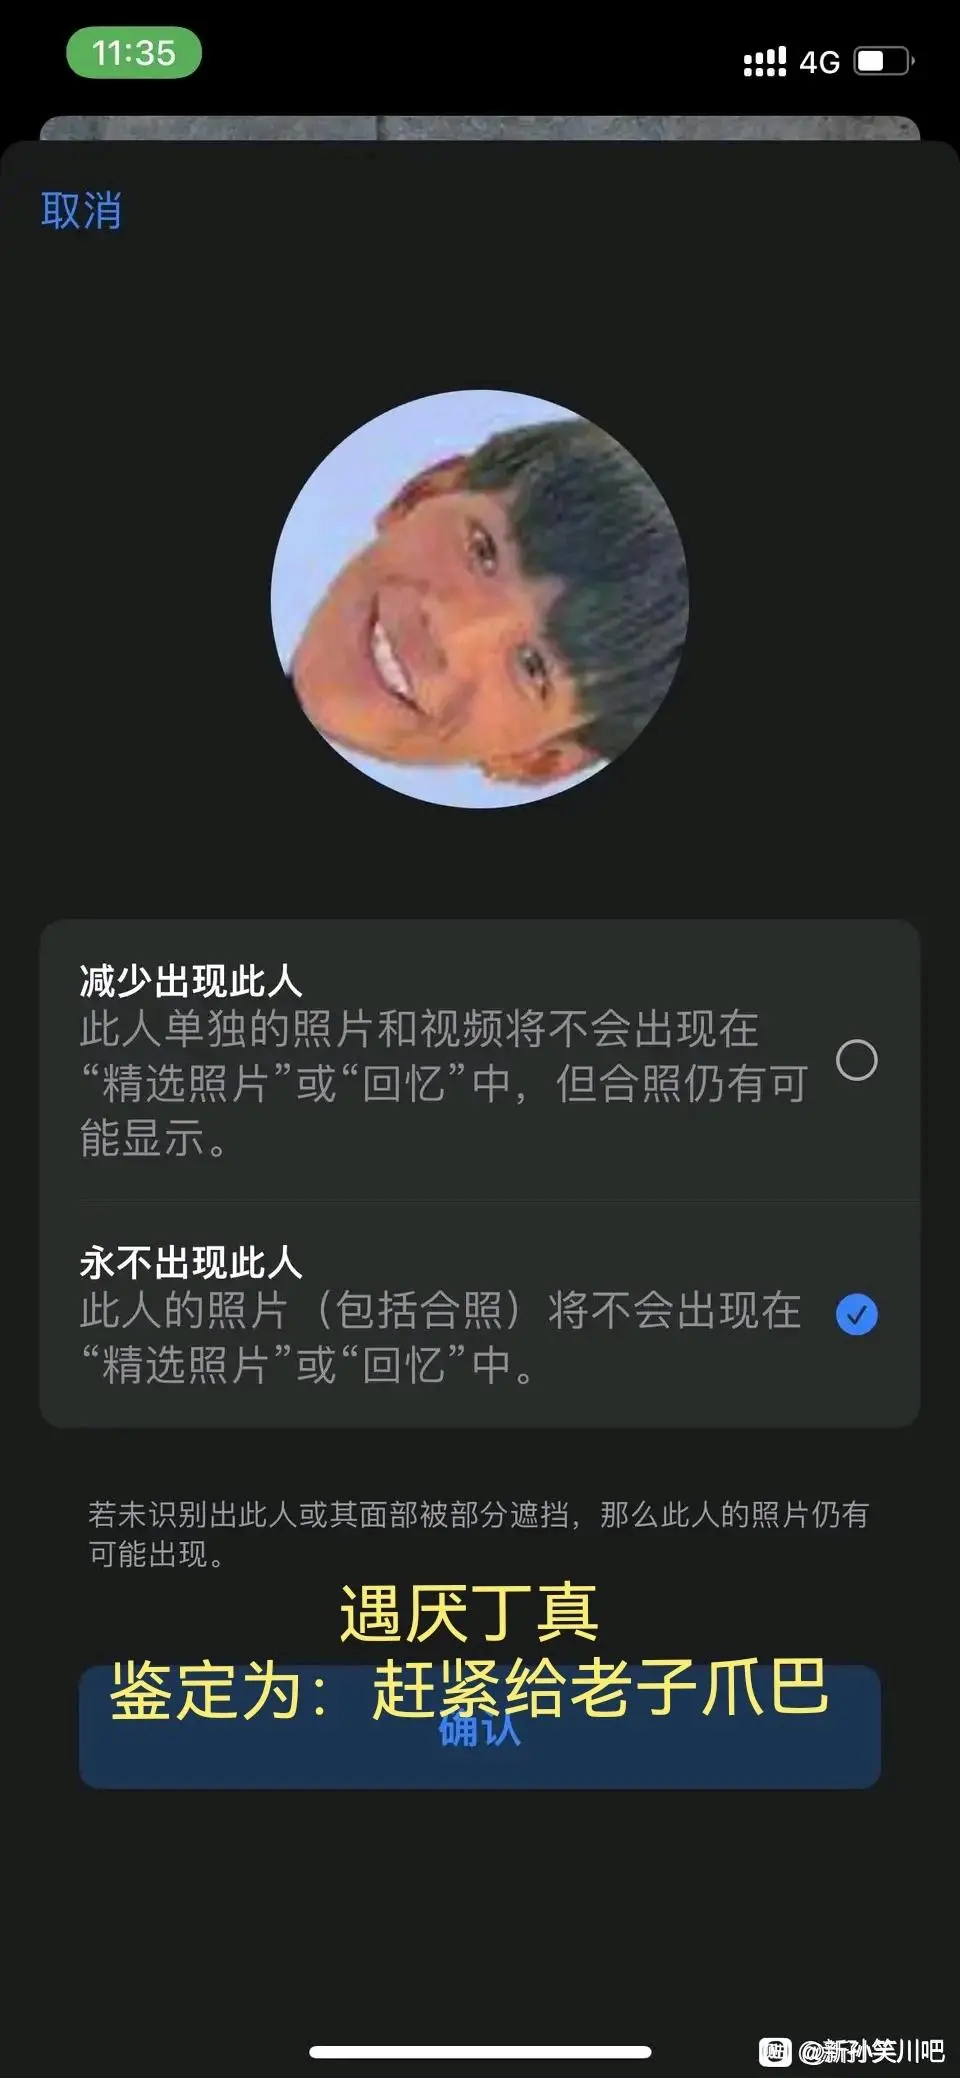 11:35
4G
取消
减少出现此人
此人单独的照片和视频将不会出现在
“精选照片”或“回忆”中，但合照仍有可
能显示。
永不出现此人
此人的照片（包括合照）将不会出现在
“精选照片”或“回忆”中。
若未识别出此人或其面部被部分遮挡，那么此人的照片仍有
可能出现。
遇厌丁真
鉴定为：赶紧给老子爪巴
确认
贴 @新孙笑川吧